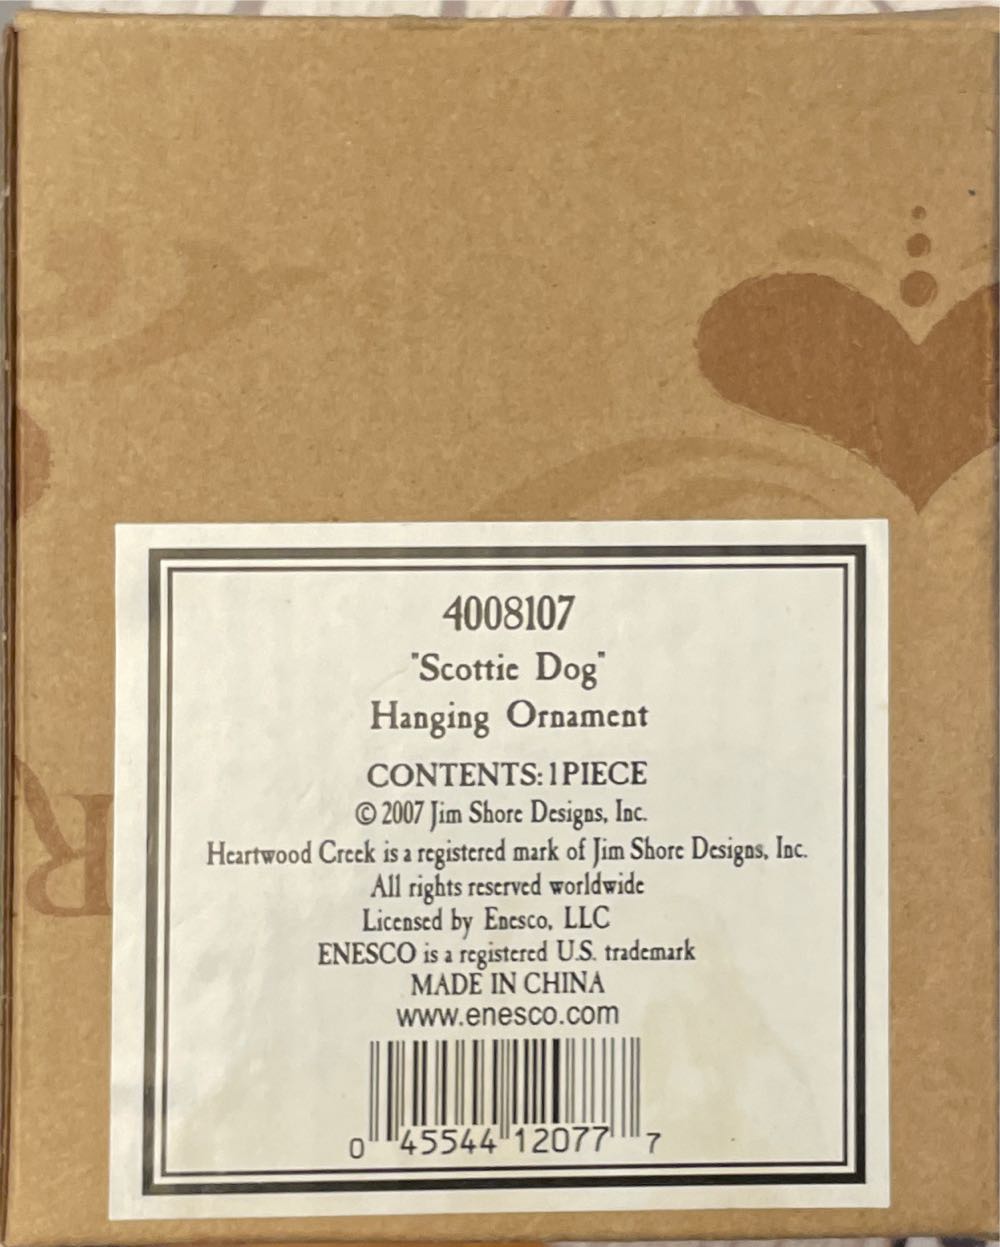 4008107
"Scottie Dog"
Hanging Ornament
CONTENTS: 1 PIECE
© 2007 Jim Shore Designs, Inc.
Heartwood Creek is a registered mark of Jim Shore Designs, Inc.
All rights reserved worldwide
Licensed by Enesco, LLC
ENESCO is a registered U.S. trademark
MADE IN CHINA
www.enesco.com
0 45544 12077 7
R